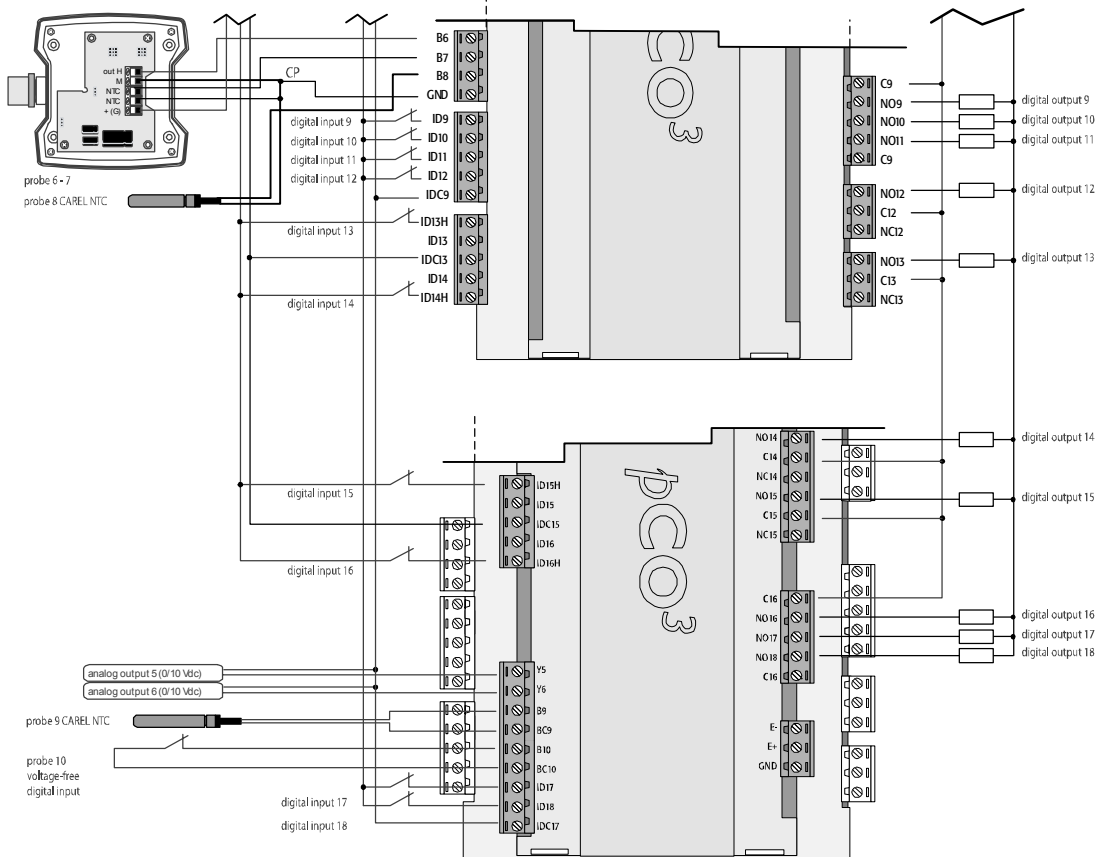 out H
M
NTC
NTC
+ (G)
CP
probe 6 - 7
probe 8 CAREL NTC
B6
B7
B8
GND
digital input 9
digital input 10
digital input 11
digital input 12
ID9
ID10
ID11
ID12
IDC9
digital input 13
digital input 14
ID13H
ID13
IDC13
ID14
ID14H
pCO3
C9
NO9
NO10
NO11
C9
NO12
C12
NC12
NO13
C13
NC13
digital output 9
digital output 10
digital output 11
digital output 12
digital output 13
digital input 15
digital input 16
ID15H
ID15
IDC15
ID16
ID16H
analog output 5 (0/10 Vdc)
analog output 6 (0/10 Vdc)
probe 9 CAREL NTC
probe 10
voltage-free
digital input
digital input 17
digital input 18
Y5
Y6
B9
BC9
B10
BC10
ID17
ID18
IDC17
pCO3
NO14
C14
NC14
NO15
C15
NC15
C16
NO16
NO17
NO18
C16
E-
E+
GND
digital output 14
digital output 15
digital output 16
digital output 17
digital output 18